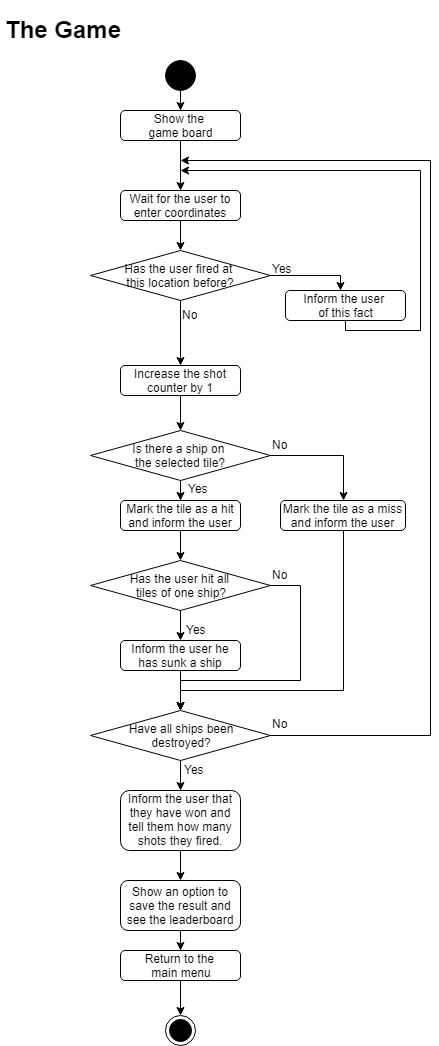 The Game
Show the
game board
Wait for the user to
enter coordinates
Has the user fired at
this location before?
Yes
Inform the user
of this fact
No
Increase the shot
counter by 1
Is there a ship on
the selected tile?
No
Yes
Mark the tile as a hit
and inform the user
Mark the tile as a miss
and inform the user
Has the user hit all
tiles of one ship?
No
Yes
Inform the user he
has sunk a ship
Have all ships been
destroyed?
No
Yes
Inform the user that
they have won and
tell them how many
shots they fired.
Show an option to
save the result and
see the leaderboard
Return to the
main menu